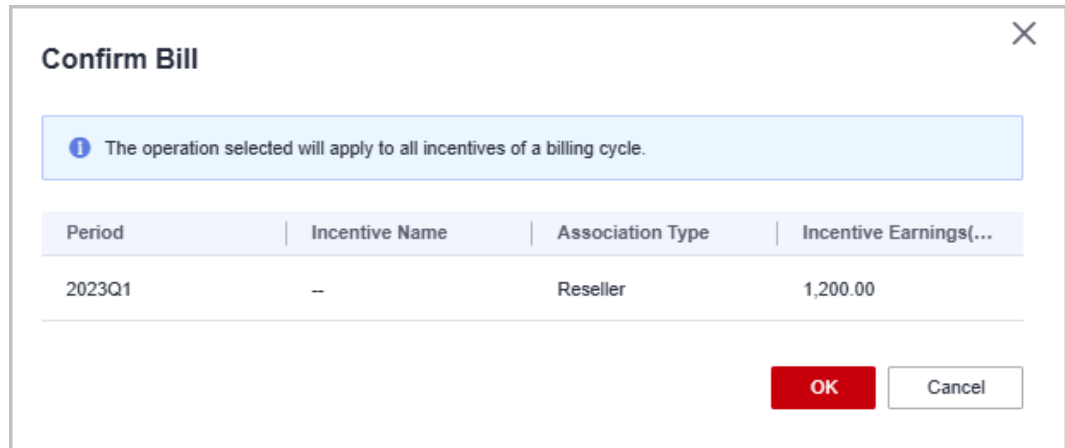 Confirm Bill
The operation selected will apply to all incentives of a billing cycle.
Period Incentive Name Association Type Incentive Earnings(...
2023Q1 -- Reseller 1,200.00
OK Cancel